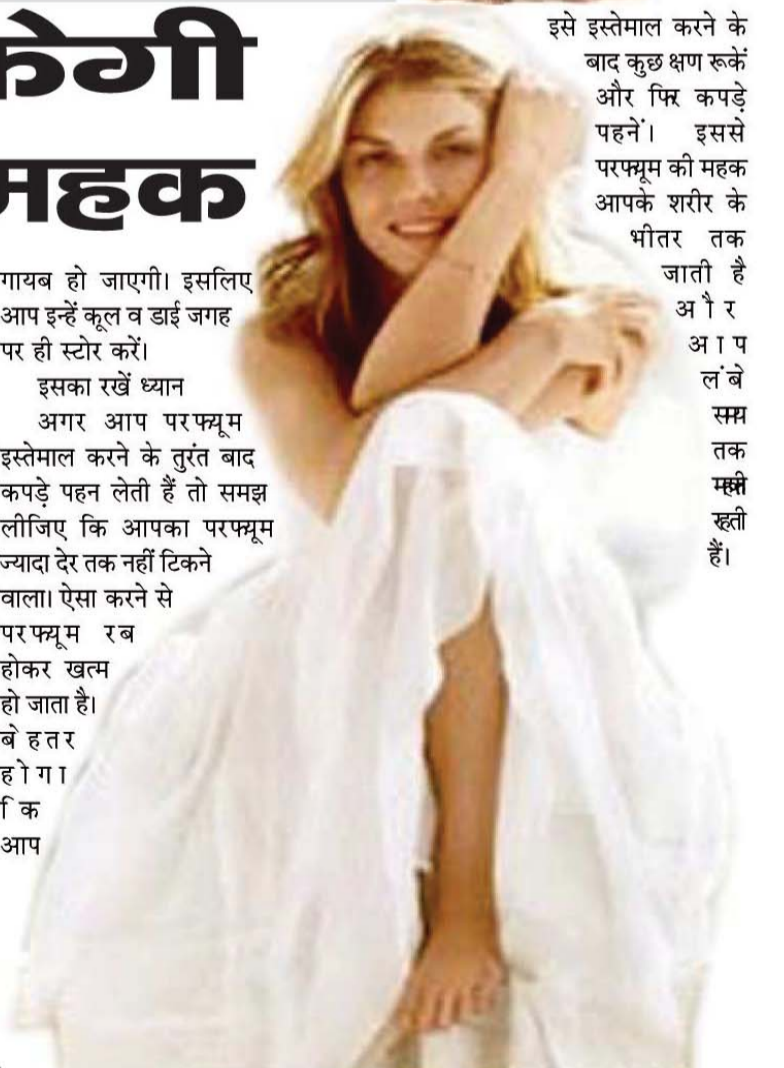 केगी
महक
गायब हो जाएगी। इसलिए
आप इन्हें कूल व डाई जगह
पर ही स्टोर करें।
इसका रखें ध्यान
अगर आप परफ्यूम
इस्तेमाल करने के तुरंत बाद
कपड़े पहन लेती हैं तो समझ
लीजिए कि आपका परफ्यूम
ज्यादा देर तक नहीं टिकने
वाला। ऐसा करने से
परफ्यूम रब
होकर खत्म
हो जाता है।
बेहतर
होगा
कि
आप
इसे इस्तेमाल करने के
बाद कुछ क्षण रूकें
और फिर कपड़े
पहनें। इससे
परफ्यूम की महक
आपके शरीर के
भीतर तक
जाती है
और
आप
लंबे
समय
तक
रहती
हैं।